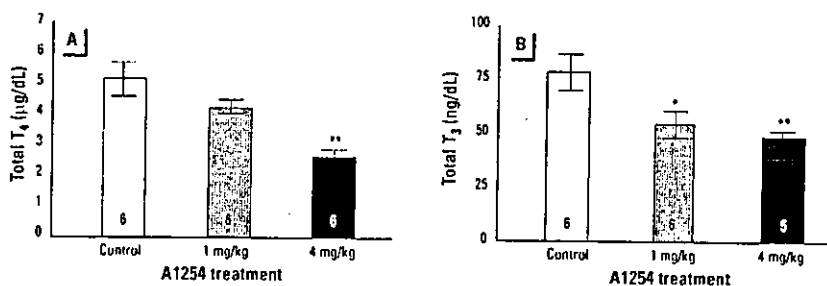 A
Total T4 (µg/dL)
7
6
5
4
3
2
1
0
**
6
6
Control
1 mg/kg
4 mg/kg
A1254 treatment
B
Total T3 (ng/dL)
100
75
50
25
0
*
**
6
6
5
Control
1 mg/kg
4 mg/kg
A1254 treatment